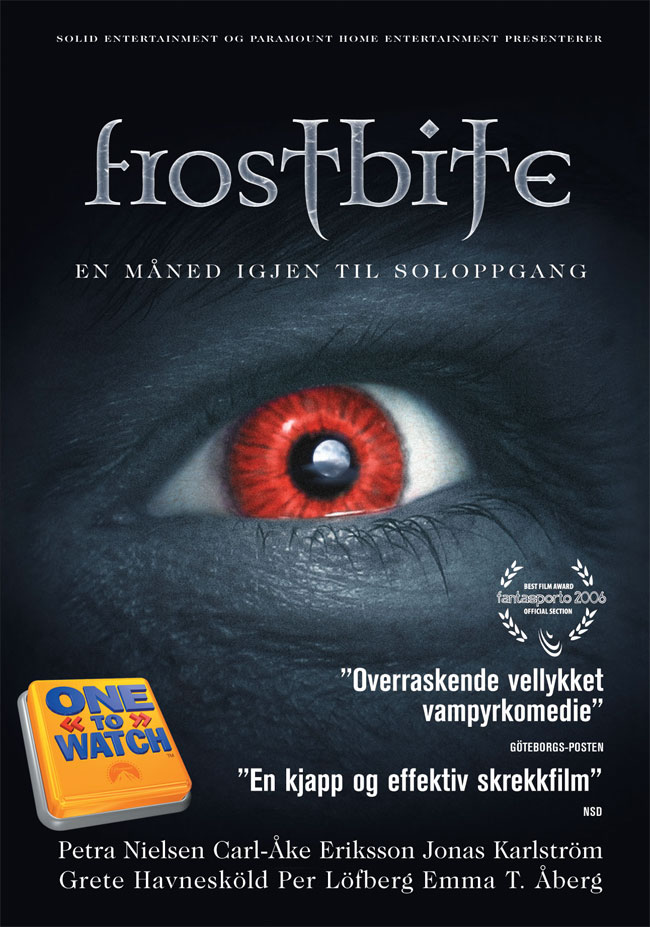 SOLID ENTERTAINMENT OG PARAMOUNT HOME ENTERTAINMENT PRESENTERER
frostbite
EN MÅNED IGJEN TIL SOLOPPGANG
BEST FILM AWARD
fantasporto 2006
OFFICIAL SECTION
"Overraskende vellykket
vampyrkomedie"
GÖTEBORGS-POSTEN
"En kjapp og effektiv skrekkfilm"
NSD
ONE
« TO »
WATCH™
Petra Nielsen Carl-Åke Eriksson Jonas Karlström
Grete Havnesköld Per Löfberg Emma T. Åberg